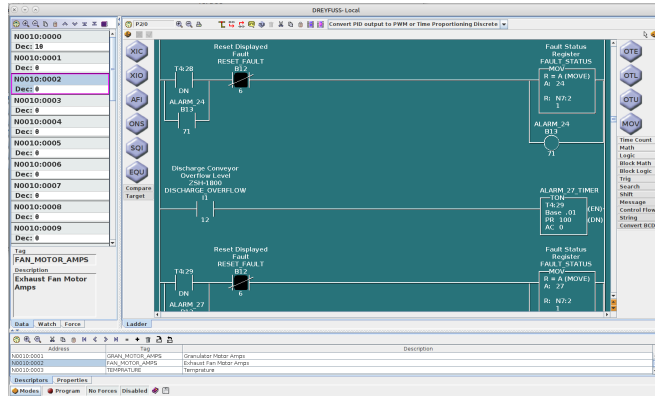 DREYFUSS- Local
P2/0
Convert PID output to PWM or Time Proportioning Discrete
N0010:0000
Dec: 10
N0010:0001
Dec: 0
N0010:0002
Dec: 0
N0010:0003
Dec: 0
N0010:0004
Dec: 0
N0010:0005
Dec: 0
N0010:0006
Dec: 0
N0010:0007
Dec: 0
N0010:0008
Dec: 0
N0010:0009
Dec: 0
Tag
FAN_MOTOR_AMPS
Description
Exhaust Fan Motor
Amps
Data Watch Force
XIC
XIO
AFI
ONS
SQI
EQU
Compare
Target
Reset Displayed
Fault
RESET_FAULT
T4:28 B12
DN 6
ALARM_24
B13
71
Fault Status
Register
FAULT_STATUS
MOV
R = A (MOVE)
A: 24
R: N7:2
1
ALARM_24
B13
71
Discharge Conveyor
Overflow Level
ZSH-1800
DISCHARGE_OVERFLOW
I1
12
ALARM_27_TIMER
TON
T4:29
Base .01
PR 100
AC 0
(EN)
(DN)
Reset Displayed
Fault
RESET_FAULT
T4:29 B12
DN 6
ALARM_27
Fault Status
Register
FAULT_STATUS
MOV
R = A (MOVE)
A: 27
R: N7:2
1
OTE
OTL
OTU
MOV
Time Count
Math
Logic
Block Math
Block Logic
Trig
Search
Shift
Message
Control Flow
String
Convert BCD
Ladder
Address Tag Description
N0010:0001 GRAN_MOTOR_AMPS Granulator Motor Amps
N0010:0002 FAN_MOTOR_AMPS Exhaust Fan Motor Amps
N0010:0003 TEMPRATURE Temprature
Descriptors Properties
Modes Program No Forces Disabled